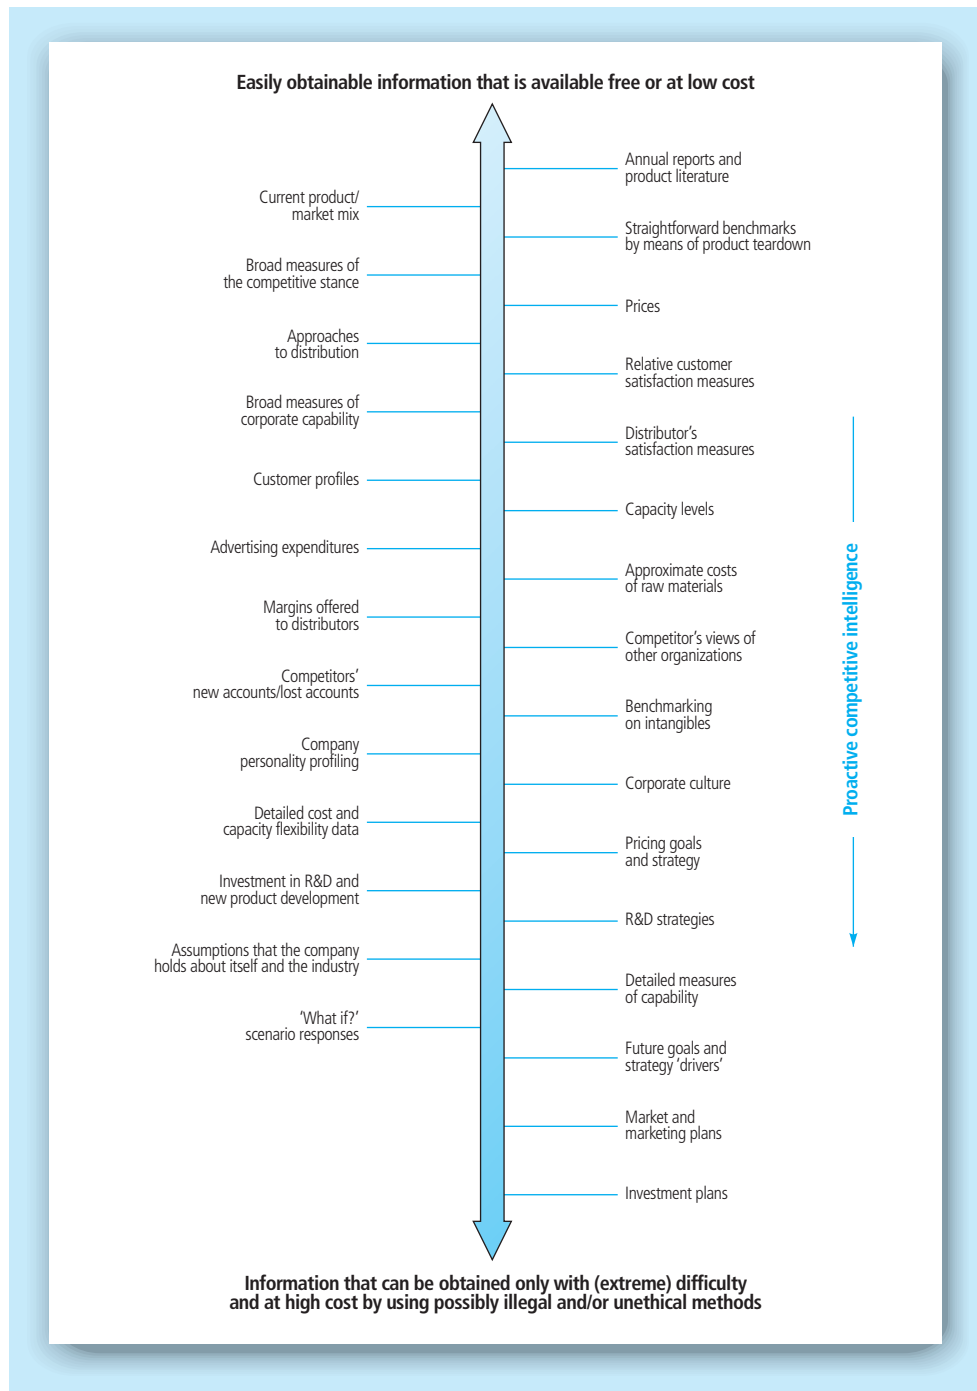 Easily obtainable information that is available free or at low cost
Annual reports and
product literature
Current product/
market mix
Straightforward benchmarks
by means of product teardown
Broad measures of
the competitive stance
Prices
Approaches
to distribution
Relative customer
satisfaction measures
Broad measures of
corporate capability
Distributor's
satisfaction measures
Customer profiles
Capacity levels
Advertising expenditures
Approximate costs
of raw materials
Margins offered
to distributors
Competitor's views of
other organizations
Competitors'
new accounts/lost accounts
Benchmarking
on intangibles
Company
personality profiling
Corporate culture
Detailed cost and
capacity flexibility data
Pricing goals
and strategy
Investment in R&D and
new product development
R&D strategies
Assumptions that the company
holds about itself and the industry
Detailed measures
of capability
'What if?'
scenario responses
Future goals and
strategy 'drivers'
Market and
marketing plans
Investment plans
Proactive competitive intelligence
Information that can be obtained only with (extreme) difficulty
and at high cost by using possibly illegal and/or unethical methods